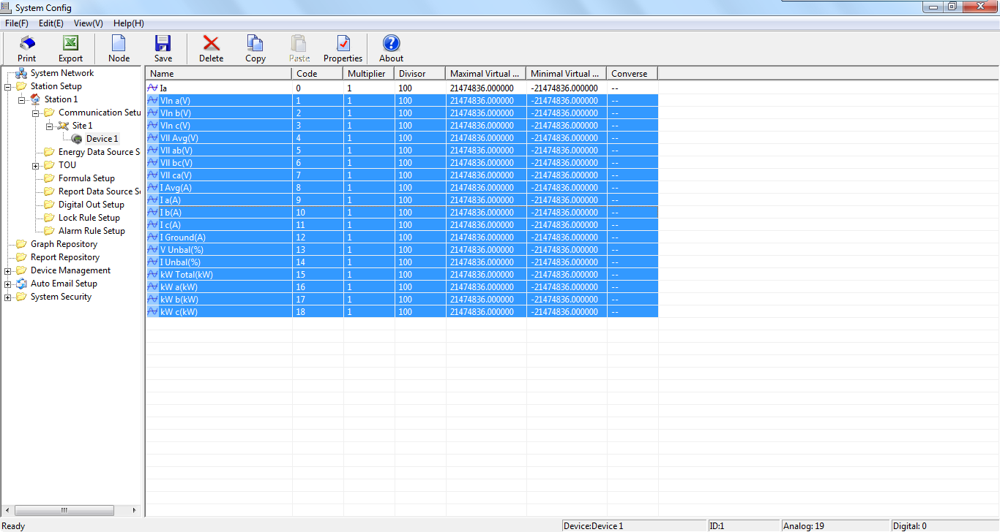 System Config
File(F) Edit(E) View(V) Help(H)
Print Export Node Save Delete Copy Paste Properties About
System Network
Station Setup
Station 1
Communication Setu
Site 1
Device 1
Energy Data Source S
TOU
Formula Setup
Report Data Source Se
Digital Out Setup
Lock Rule Setup
Alarm Rule Setup
Graph Repository
Report Repository
Device Management
Auto Email Setup
System Security
Name Code Multiplier Divisor Maximal Virtual ... Minimal Virtual ... Converse
Ia 0 1 100 21474836.000000 -21474836.000000 --
Vln a(V) 1 1 100 21474836.000000 -21474836.000000 --
Vln b(V) 2 1 100 21474836.000000 -21474836.000000 --
Vln c(V) 3 1 100 21474836.000000 -21474836.000000 --
Vll Avg(V) 4 1 100 21474836.000000 -21474836.000000 --
Vll ab(V) 5 1 100 21474836.000000 -21474836.000000 --
Vll bc(V) 6 1 100 21474836.000000 -21474836.000000 --
Vll ca(V) 7 1 100 21474836.000000 -21474836.000000 --
I Avg(A) 8 1 100 21474836.000000 -21474836.000000 --
I a(A) 9 1 100 21474836.000000 -21474836.000000 --
I b(A) 10 1 100 21474836.000000 -21474836.000000 --
I c(A) 11 1 100 21474836.000000 -21474836.000000 --
I Ground(A) 12 1 100 21474836.000000 -21474836.000000 --
V Unbal(%) 13 1 100 21474836.000000 -21474836.000000 --
I Unbal(%) 14 1 100 21474836.000000 -21474836.000000 --
kW Total(kW) 15 1 100 21474836.000000 -21474836.000000 --
kW a(kW) 16 1 100 21474836.000000 -21474836.000000 --
kW b(kW) 17 1 100 21474836.000000 -21474836.000000 --
kW c(kW) 18 1 100 21474836.000000 -21474836.000000 --
Ready Device:Device 1 ID:1 Analog: 19 Digital: 0